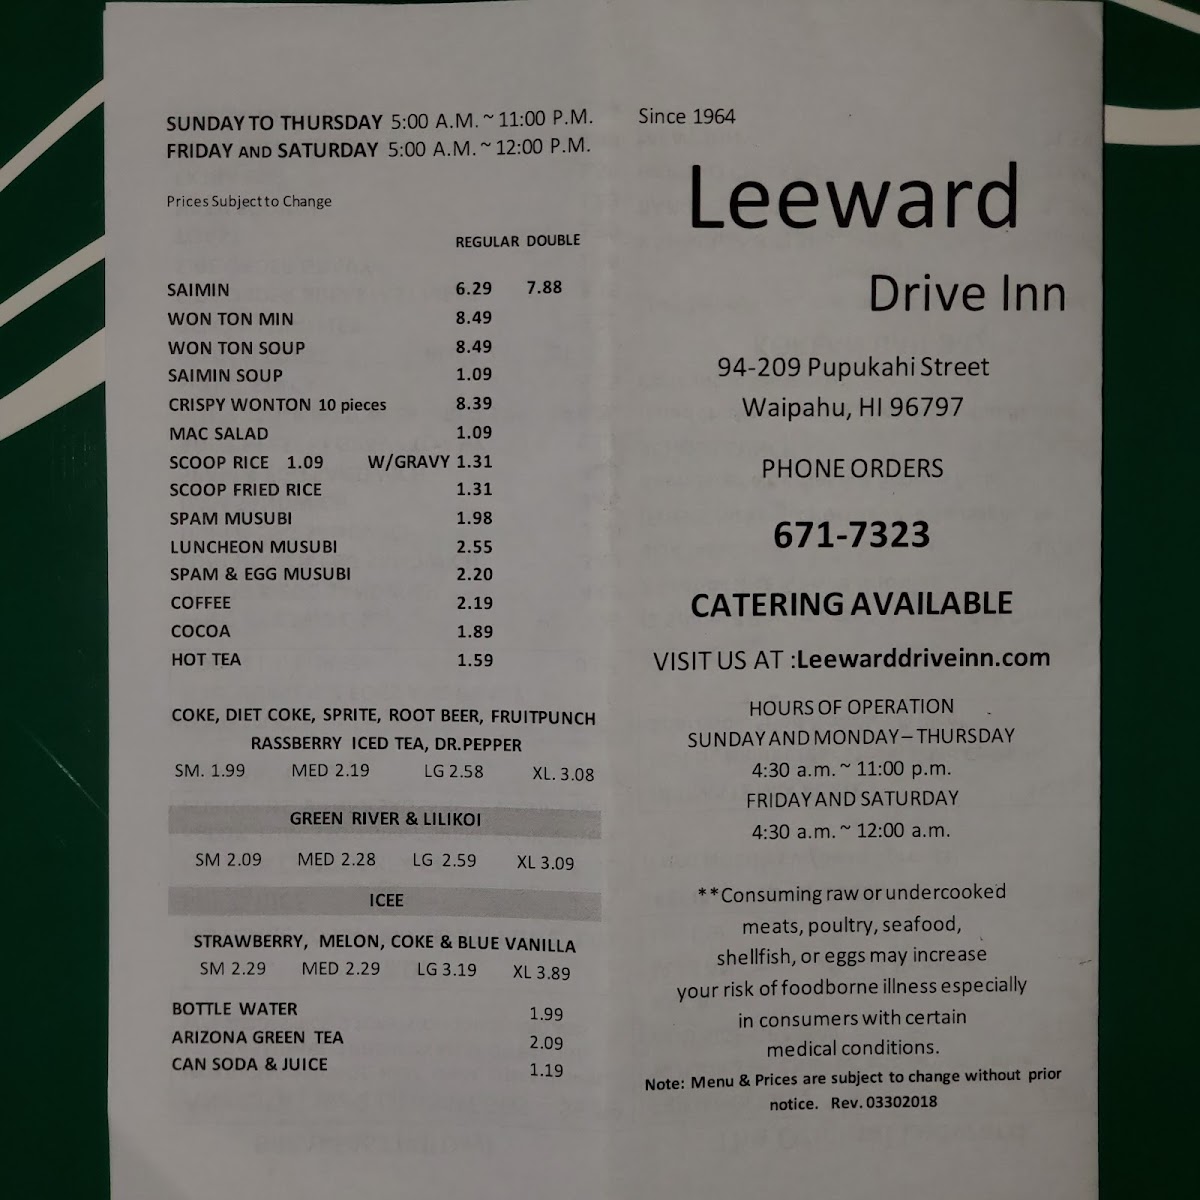 SUNDAY TO THURSDAY 5:00 A.M. ~ 11:00 P.M.
FRIDAY AND SATURDAY 5:00 A.M. ~ 12:00 P.M.
Prices Subject to Change
REGULAR DOUBLE
SAIMIN 6.29 7.88
WON TON MIN 8.49
WON TON SOUP 8.49
SAIMIN SOUP 1.09
CRISPY WONTON 10 pieces 8.39
MAC SALAD 1.09
SCOOP RICE 1.09 W/GRAVY 1.31
SCOOP FRIED RICE 1.31
SPAM MUSUBI 1.98
LUNCHEON MUSUBI 2.55
SPAM & EGG MUSUBI 2.20
COFFEE 2.19
COCOA 1.89
HOT TEA 1.59
COKE, DIET COKE, SPRITE, ROOT BEER, FRUITPUNCH
RASSBERRY ICED TEA, DR.PEPPER
SM. 1.99 MED 2.19 LG 2.58 XL. 3.08
GREEN RIVER & LILIKOI
SM 2.09 MED 2.28 LG 2.59 XL 3.09
ICEE
STRAWBERRY, MELON, COKE & BLUE VANILLA
SM 2.29 MED 2.29 LG 3.19 XL 3.89
BOTTLE WATER 1.99
ARIZONA GREEN TEA 2.09
CAN SODA & JUICE 1.19
Since 1964
Leeward
Drive Inn
94-209 Pupukahi Street
Waipahu, HI 96797
PHONE ORDERS
671-7323
CATERING AVAILABLE
VISIT US AT :Leewarddriveinn.com
HOURS OF OPERATION
SUNDAY AND MONDAY – THURSDAY
4:30 a.m. ~ 11:00 p.m.
FRIDAY AND SATURDAY
4:30 a.m. ~ 12:00 a.m.
**Consuming raw or undercooked
meats, poultry, seafood,
shellfish, or eggs may increase
your risk of foodborne illness especially
in consumers with certain
medical conditions.
Note: Menu & Prices are subject to change without prior
notice. Rev. 03302018